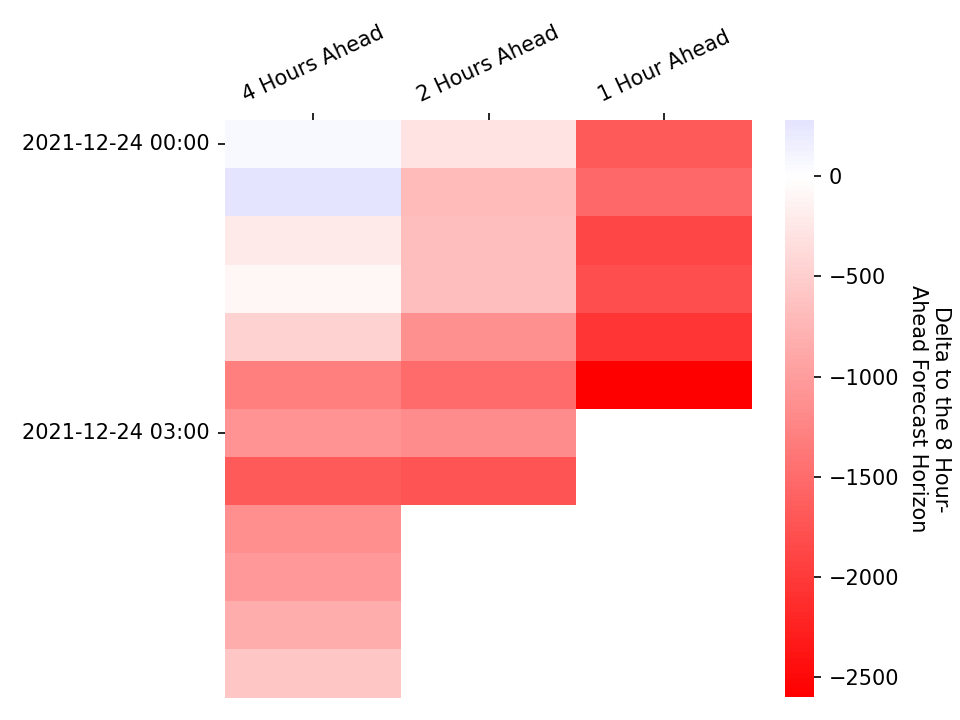 4 Hours Ahead
2 Hours Ahead
1 Hour Ahead
2021-12-24 00:00
2021-12-24 03:00
0
−500
−1000
−1500
−2000
−2500
Delta to the 8 Hour-
Ahead Forecast Horizon